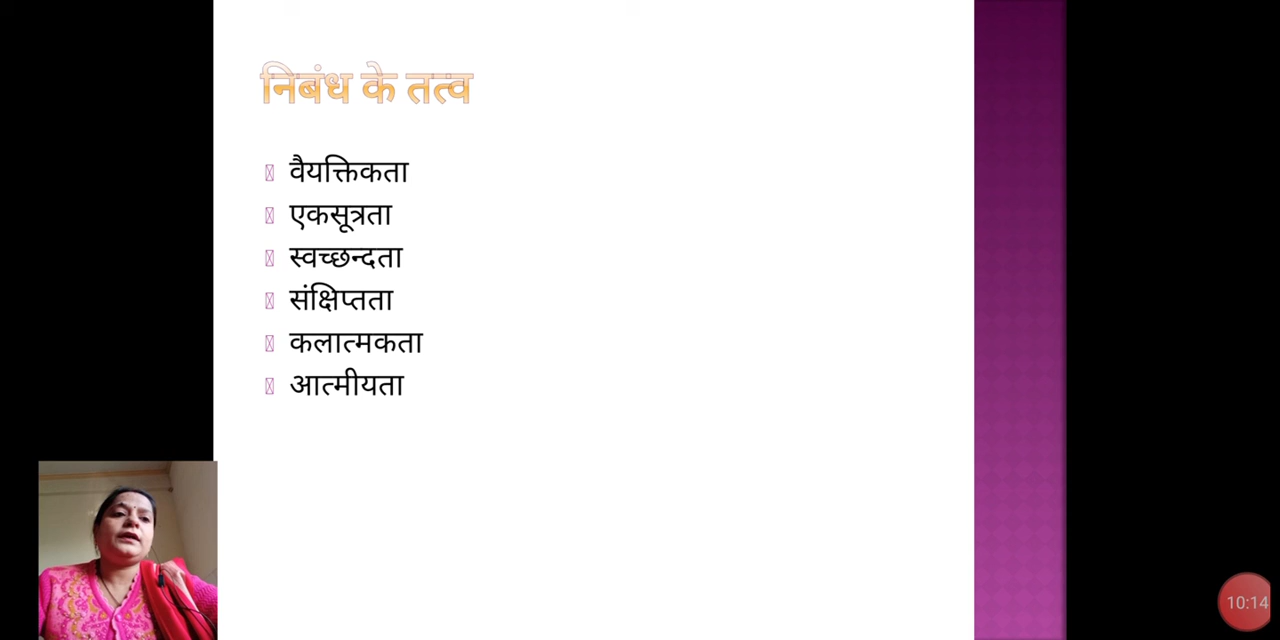 निबंध के तत्व
वैयक्तिकता
एकसूत्रता
स्वच्छन्दता
संक्षिप्तता
कलात्मकता
आत्मीयता
10:14